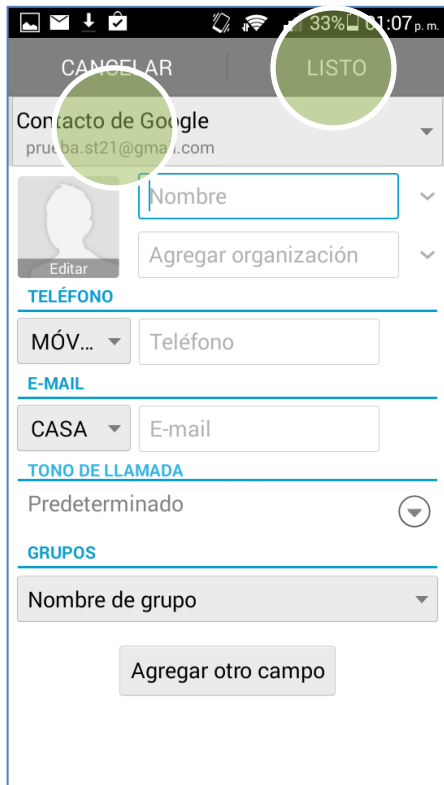 33% 01:07 p. m.
CANCELAR LISTO
Contacto de Google
prueba.st21@gmail.com
Nombre
Agregar organización
Editar
TELÉFONO
MÓV... Teléfono
E-MAIL
CASA E-mail
TONO DE LLAMADA
Predeterminado
GRUPOS
Nombre de grupo
Agregar otro campo